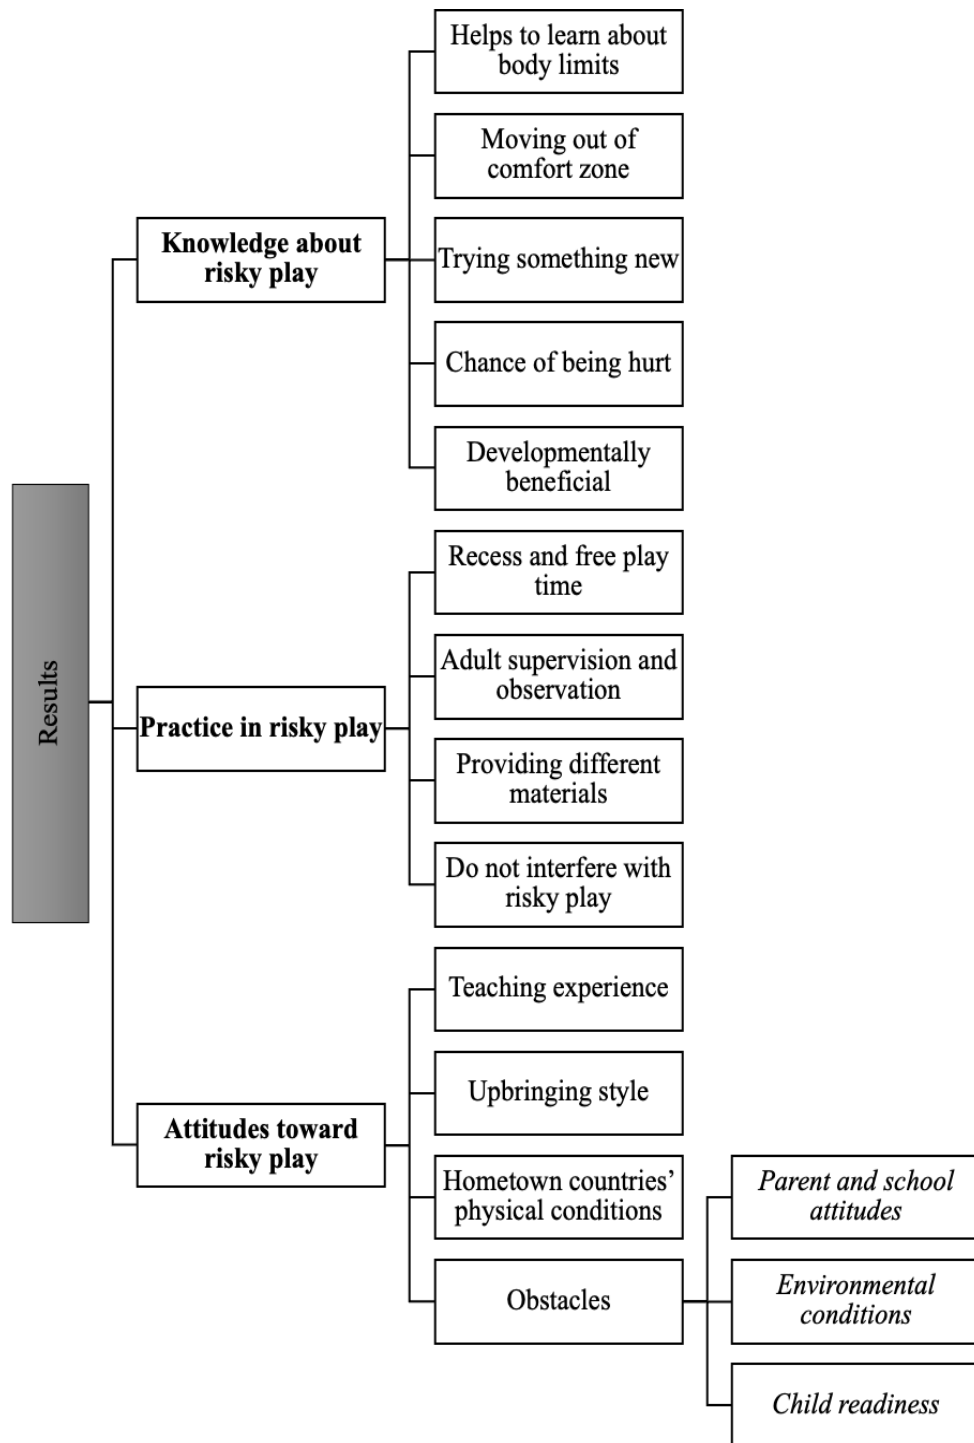 Results
Knowledge about
risky play
Helps to learn about
body limits
Moving out of
comfort zone
Trying something new
Chance of being hurt
Developmentally
beneficial
Practice in risky play
Recess and free play
time
Adult supervision and
observation
Providing different
materials
Do not interfere with
risky play
Attitudes toward
risky play
Teaching experience
Upbringing style
Hometown countries’
physical conditions
Obstacles
Parent and school
attitudes
Environmental
conditions
Child readiness